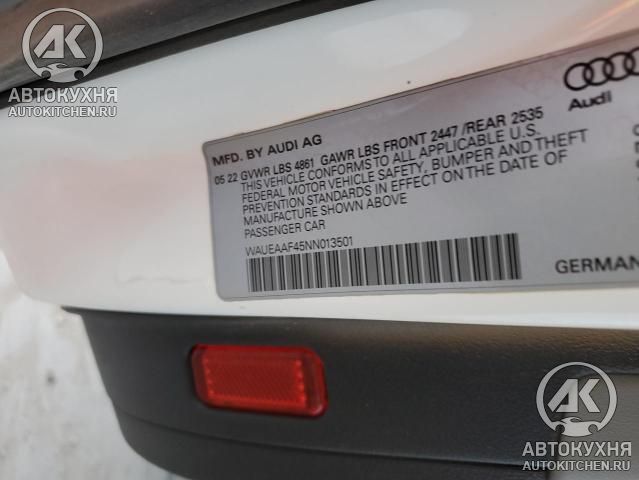 AK
АВТОКУХНЯ
AUTOKITCHEN.RU
Audi
MFD. BY AUDI AG
05 22 GVWR LBS 4861 GAWR LBS FRONT 2447 /REAR 2535
THIS VEHICLE CONFORMS TO ALL APPLICABLE U.S.
FEDERAL MOTOR VEHICLE SAFETY, BUMPER AND THEFT
PREVENTION STANDARDS IN EFFECT ON THE DATE OF
MANUFACTURE SHOWN ABOVE
PASSENGER CAR
WAUEAAF45NN013501
GERMAN
AK
АВТОКУХНЯ
AUTOKITCHEN.RU